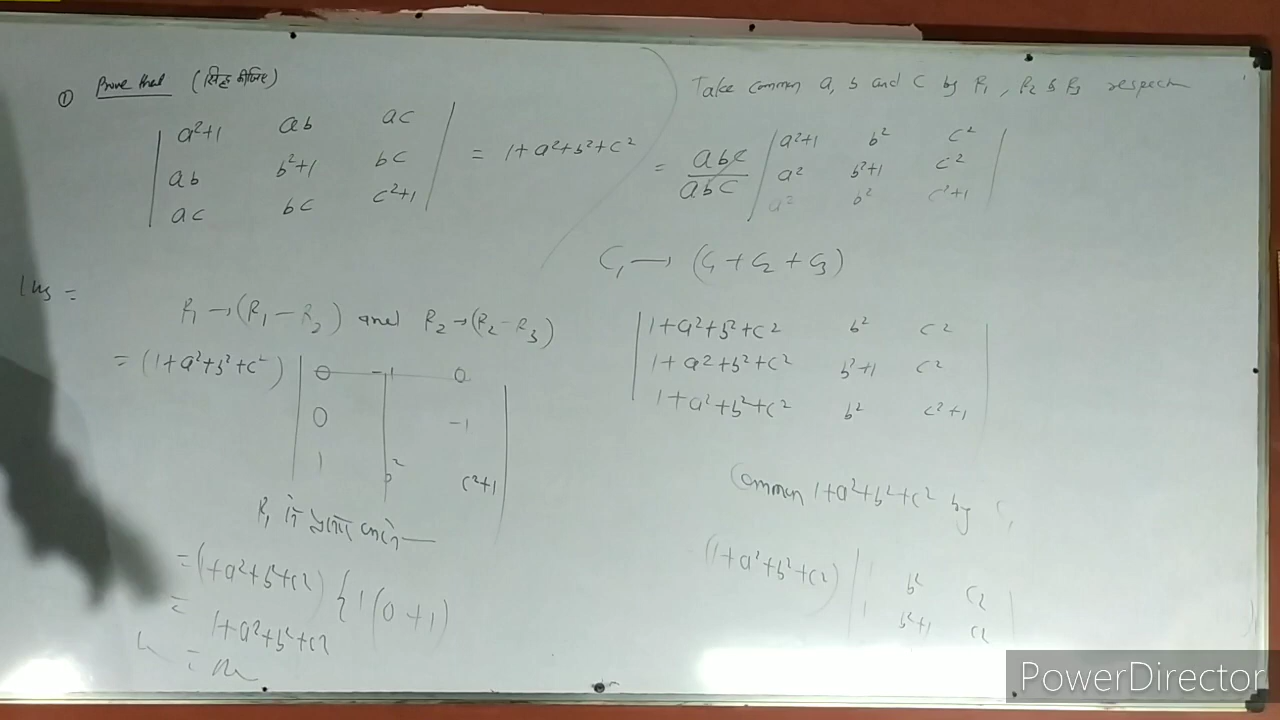 ① Prove that (सिद्ध कीजिए)
a²+1 ab ac
ab b²+1 bc
ac bc c²+1
= 1+a²+b²+c²
LHS =
Take common a, b and c by R₁, R₂ & R₃
= abc/abc
a²+1 b² c²
a² b²+1 c²
a² b² c²+1
C₁ → (C₁ + C₂ + C₃)
1+a²+b²+c² b² c²
1+a²+b²+c² b²+1 c²
1+a²+b²+c² b² c²+1
Common 1+a²+b²+c² by C₁
(1+a²+b²+c²)
1 b² c²
1 b²+1 c²
R₁ → (R₁ - R₂) and R₂ → (R₂ - R₃)
= (1+a²+b²+c²)
0 -1 0
0 -1
1 b² c²+1
R₁ से
= (1+a²+b²+c²) { 1(0+1)
= 1+a²+b²+c²
PowerDirector